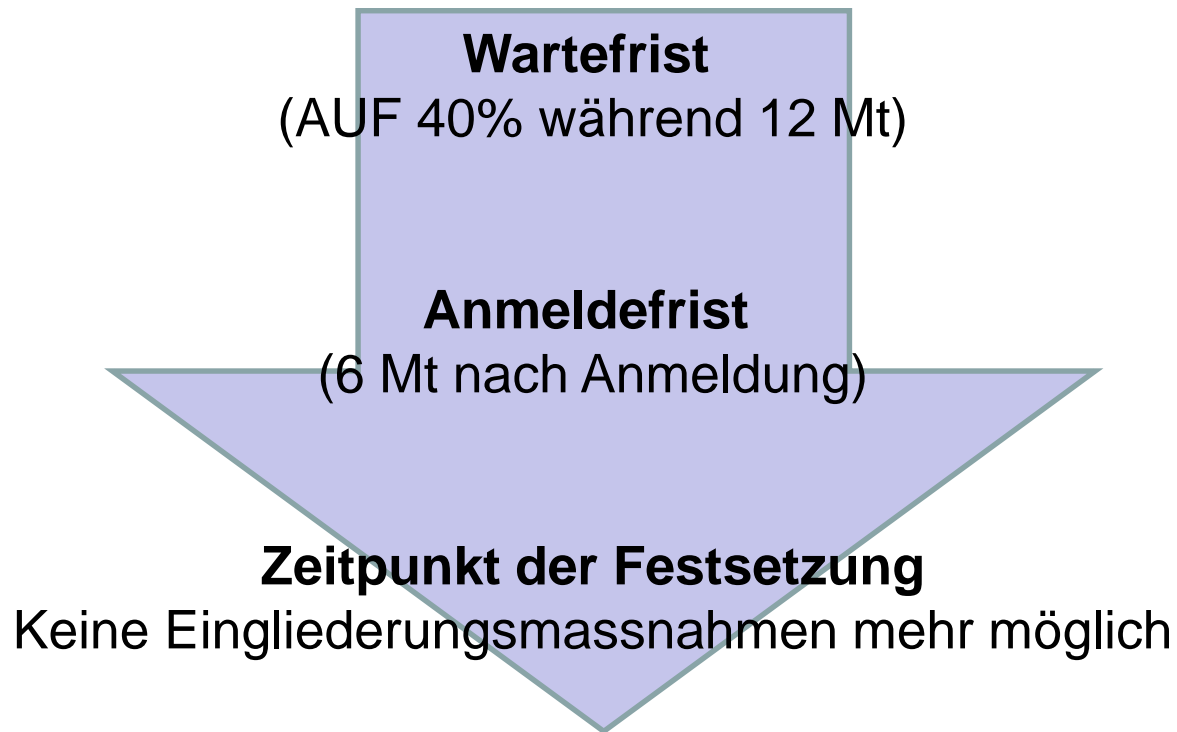 Wartefrist
(AUF 40% während 12 Mt)
Anmeldefrist
(6 Mt nach Anmeldung)
Zeitpunkt der Festsetzung
Keine Eingliederungsmassnahmen mehr möglich